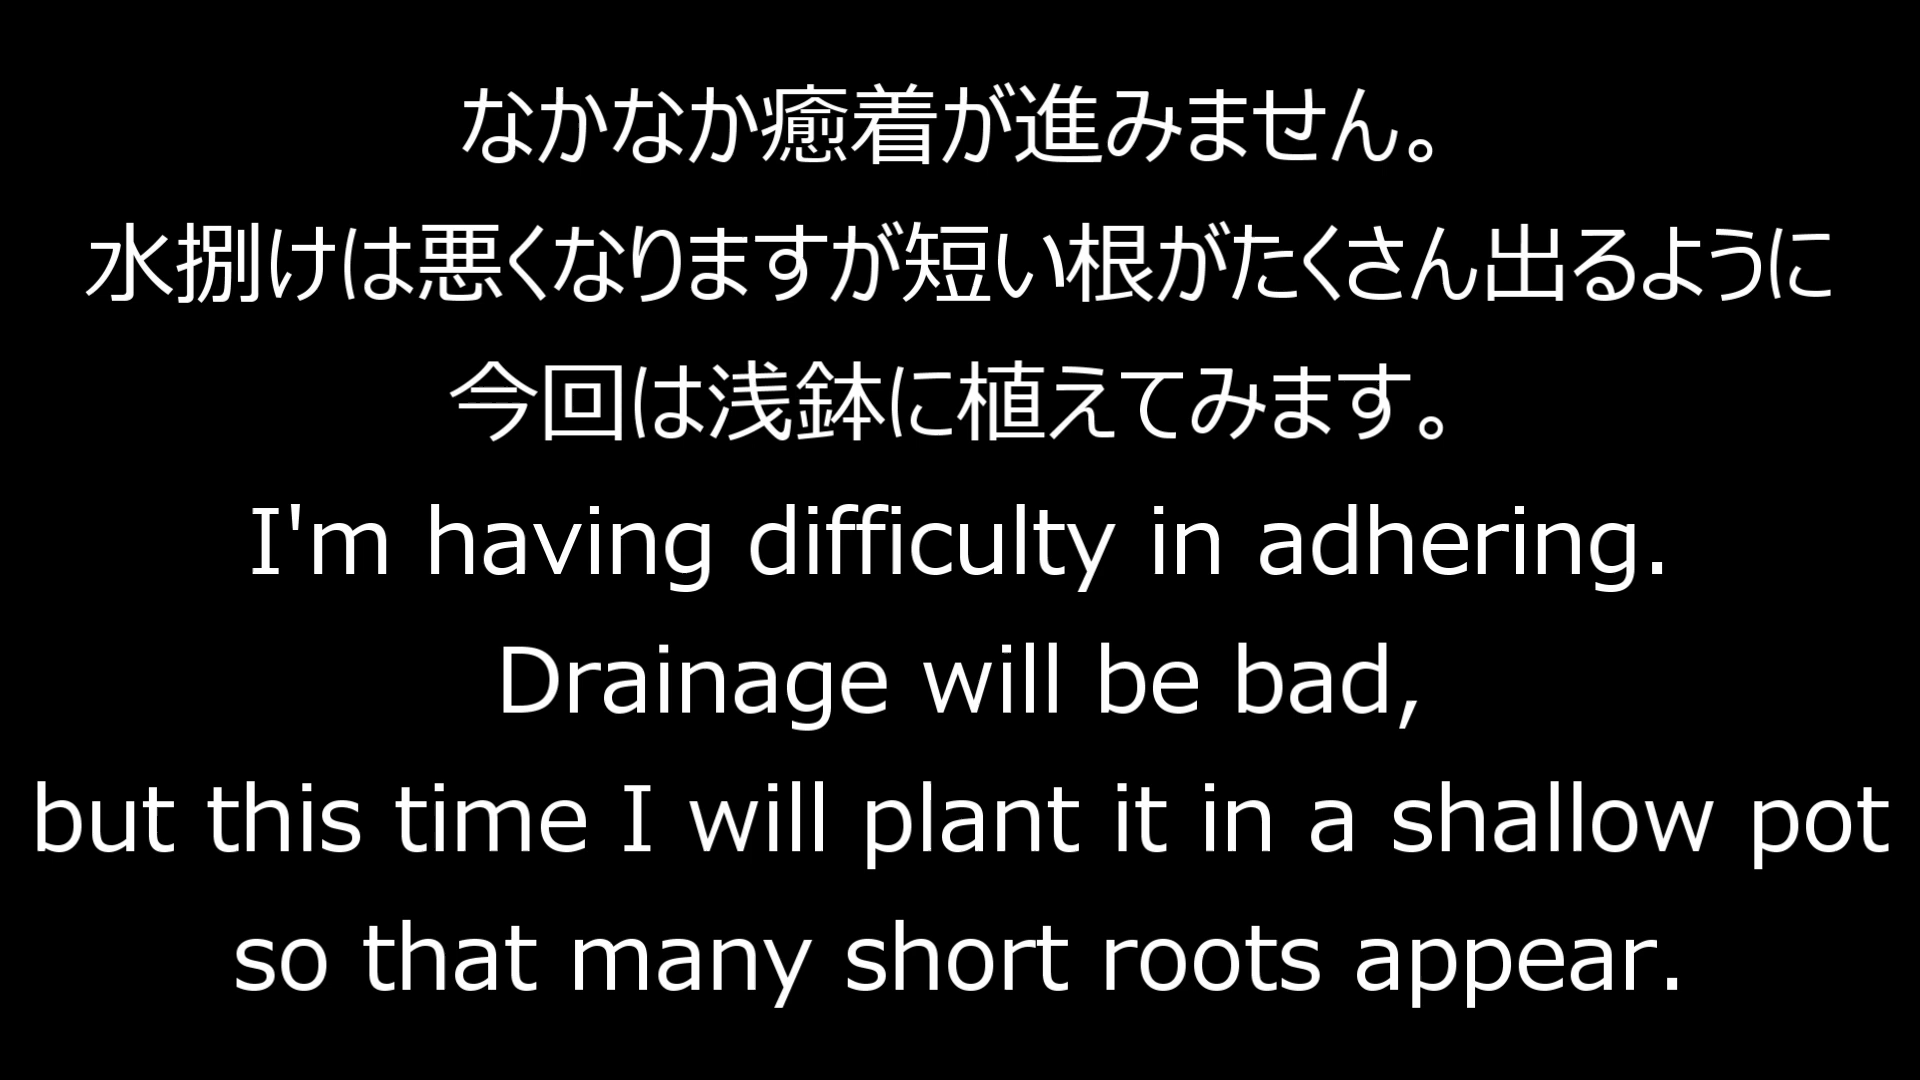 なかなか癒着が進みません。
水捌けは悪くなりますが短い根がたくさん出るように
今回は浅鉢に植えてみます。
I'm having difficulty in adhering.
Drainage will be bad,
but this time I will plant it in a shallow pot
so that many short roots appear.